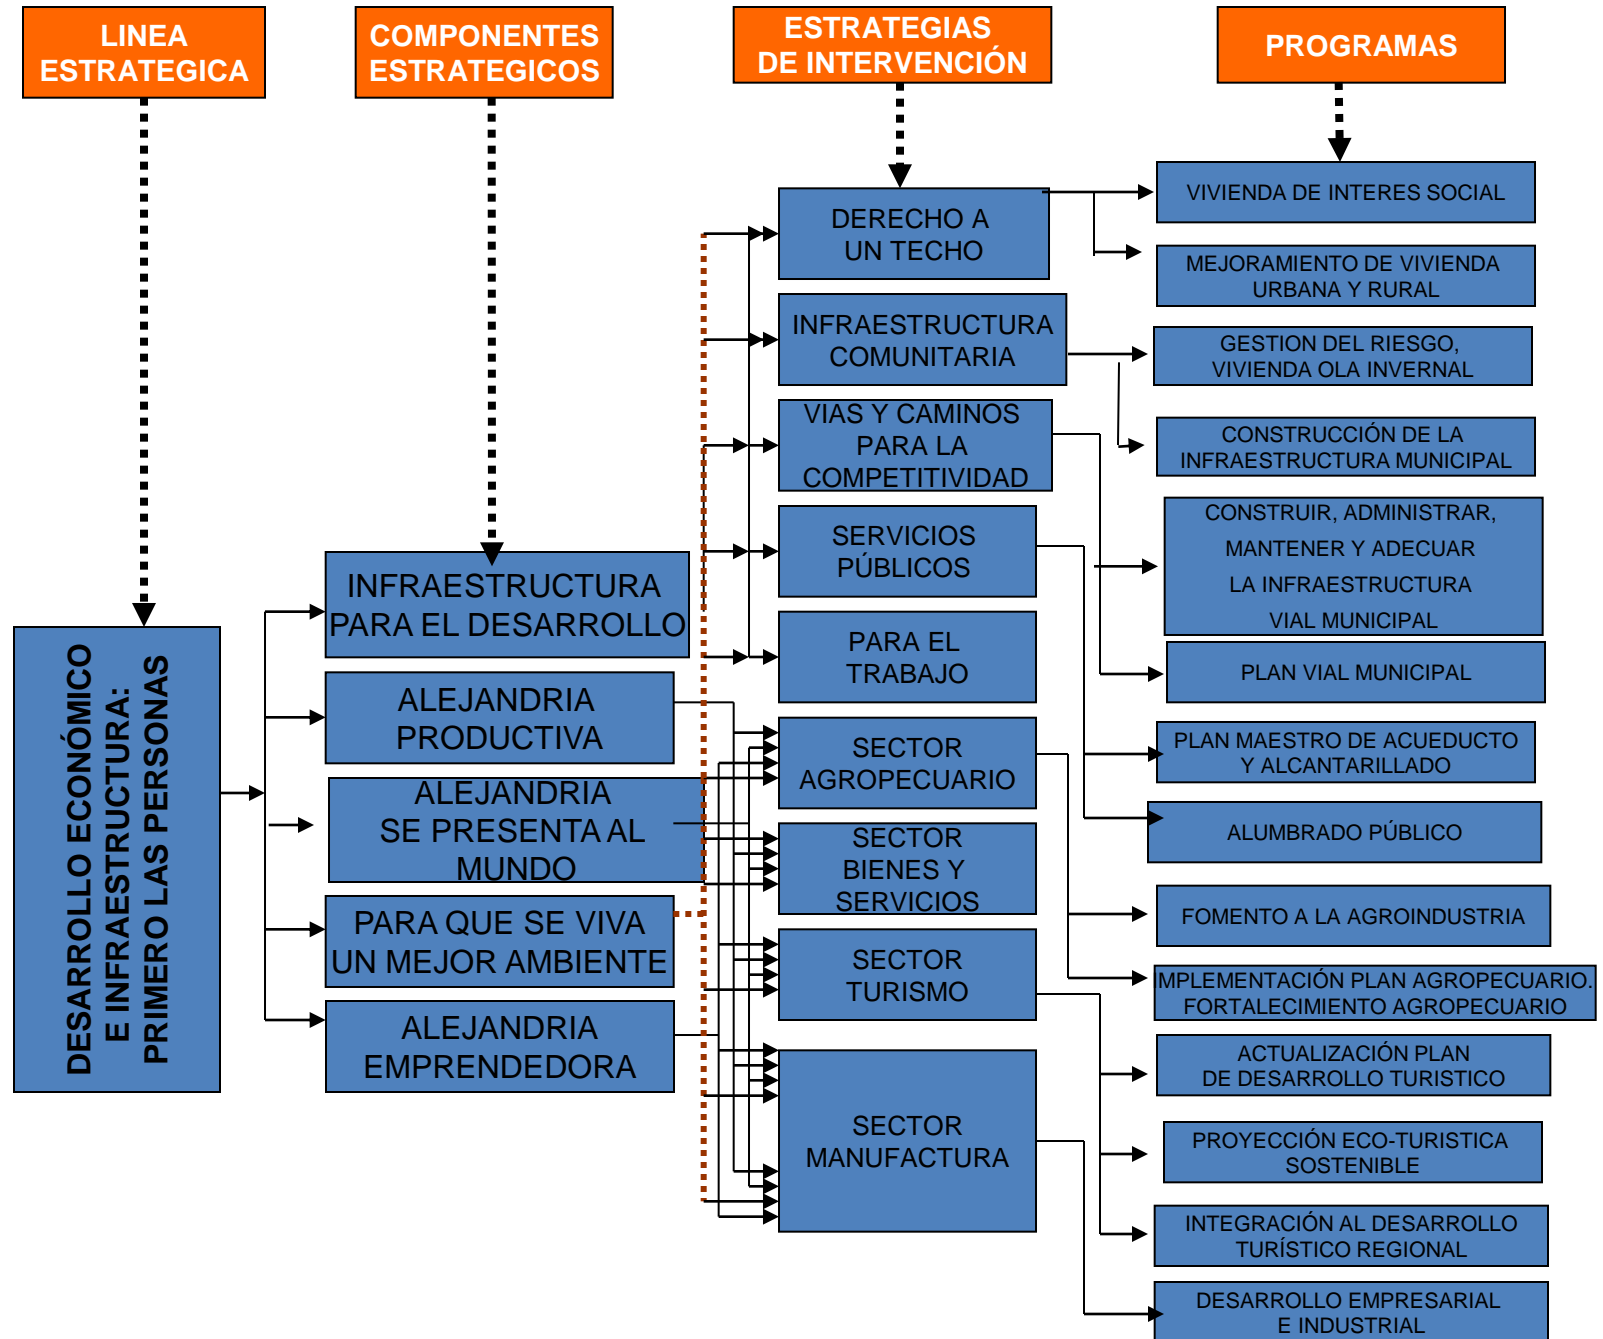 LINEA
ESTRATEGICA
COMPONENTES
ESTRATEGICOS
ESTRATEGIAS
DE INTERVENCIÓN
PROGRAMAS
DESARROLLO ECONÓMICO
E INFRAESTRUCTURA:
PRIMERO LAS PERSONAS
INFRAESTRUCTURA
PARA EL DESARROLLO
ALEJANDRIA
PRODUCTIVA
ALEJANDRIA
SE PRESENTA AL
MUNDO
PARA QUE SE VIVA
UN MEJOR AMBIENTE
ALEJANDRIA
EMPRENDEDORA
DERECHO A
UN TECHO
INFRAESTRUCTURA
COMUNITARIA
VIAS Y CAMINOS
PARA LA
COMPETITIVIDAD
SERVICIOS
PÚBLICOS
PARA EL
TRABAJO
SECTOR
AGROPECUARIO
SECTOR
BIENES Y
SERVICIOS
SECTOR
TURISMO
SECTOR
MANUFACTURA
VIVIENDA DE INTERES SOCIAL
MEJORAMIENTO DE VIVIENDA
URBANA Y RURAL
GESTION DEL RIESGO,
VIVIENDA OLA INVERNAL
CONSTRUCCIÓN DE LA
INFRAESTRUCTURA MUNICIPAL
CONSTRUIR, ADMINISTRAR,
MANTENER Y ADECUAR
LA INFRAESTRUCTURA
VIAL MUNICIPAL
PLAN VIAL MUNICIPAL
PLAN MAESTRO DE ACUEDUCTO
Y ALCANTARILLADO
ALUMBRADO PÚBLICO
FOMENTO A LA AGROINDUSTRIA
IMPLEMENTACIÓN PLAN AGROPECUARIO.
FORTALECIMIENTO AGROPECUARIO
ACTUALIZACIÓN PLAN
DE DESARROLLO TURISTICO
PROYECCIÓN ECO-TURISTICA
SOSTENIBLE
INTEGRACIÓN AL DESARROLLO
TURÍSTICO REGIONAL
DESARROLLO EMPRESARIAL
E INDUSTRIAL